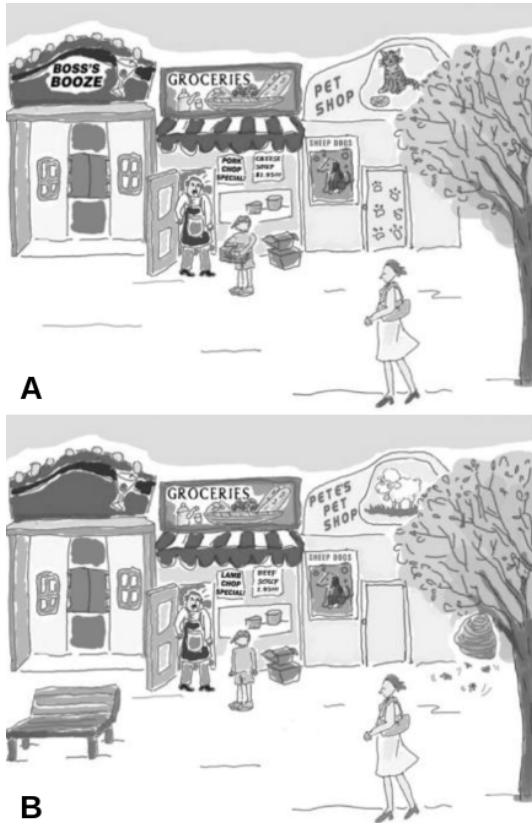 BOSS'S
BOOZE
GROCERIES
PET
SHOP
PORK
CHOP
SPECIAL!
CHEESE
SOUP
$2.95!!!
SHEEP DOGS
A
GROCERIES
PETE'S
PET
SHOP
LAMB
CHOP
SPECIAL!
BEEF
SOUP
SHEEP DOGS
B